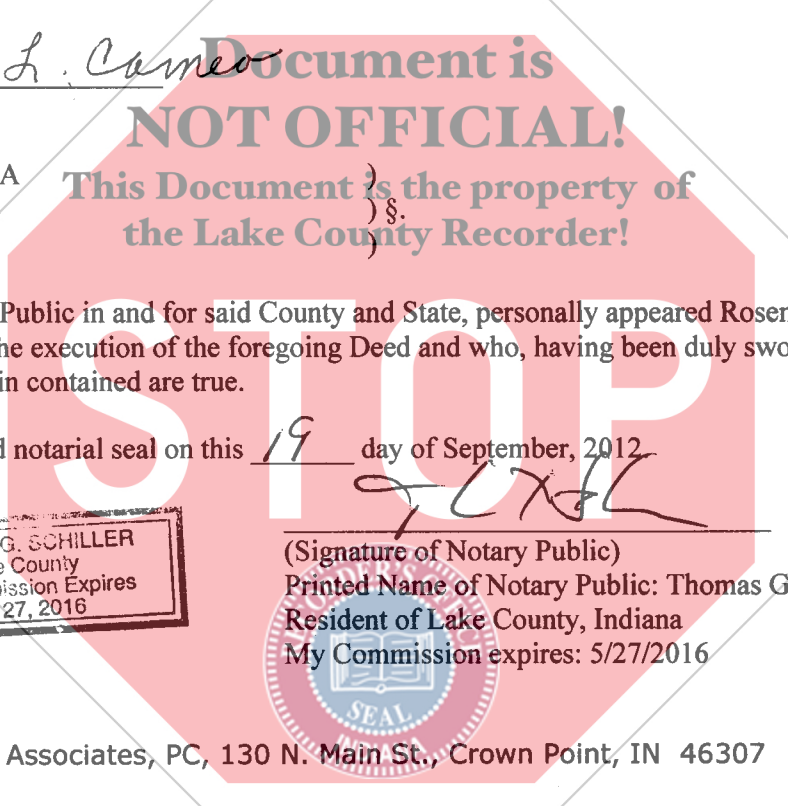 L. Cameo
Document is
NOT OFFICIAL!
This Document is the property of
the Lake County Recorder!
A )
) §.
)
STOP
Public in and for said County and State, personally appeared Rosem
he execution of the foregoing Deed and who, having been duly swo
in contained are true.
d notarial seal on this 19 day of September, 2012
G. SCHILLER
e County
ission Expires
27, 2016
(Signature of Notary Public)
Printed Name of Notary Public: Thomas G
Resident of Lake County, Indiana
My Commission expires: 5/27/2016
SEAL
INDIANA
Associates, PC, 130 N. Main St., Crown Point, IN 46307